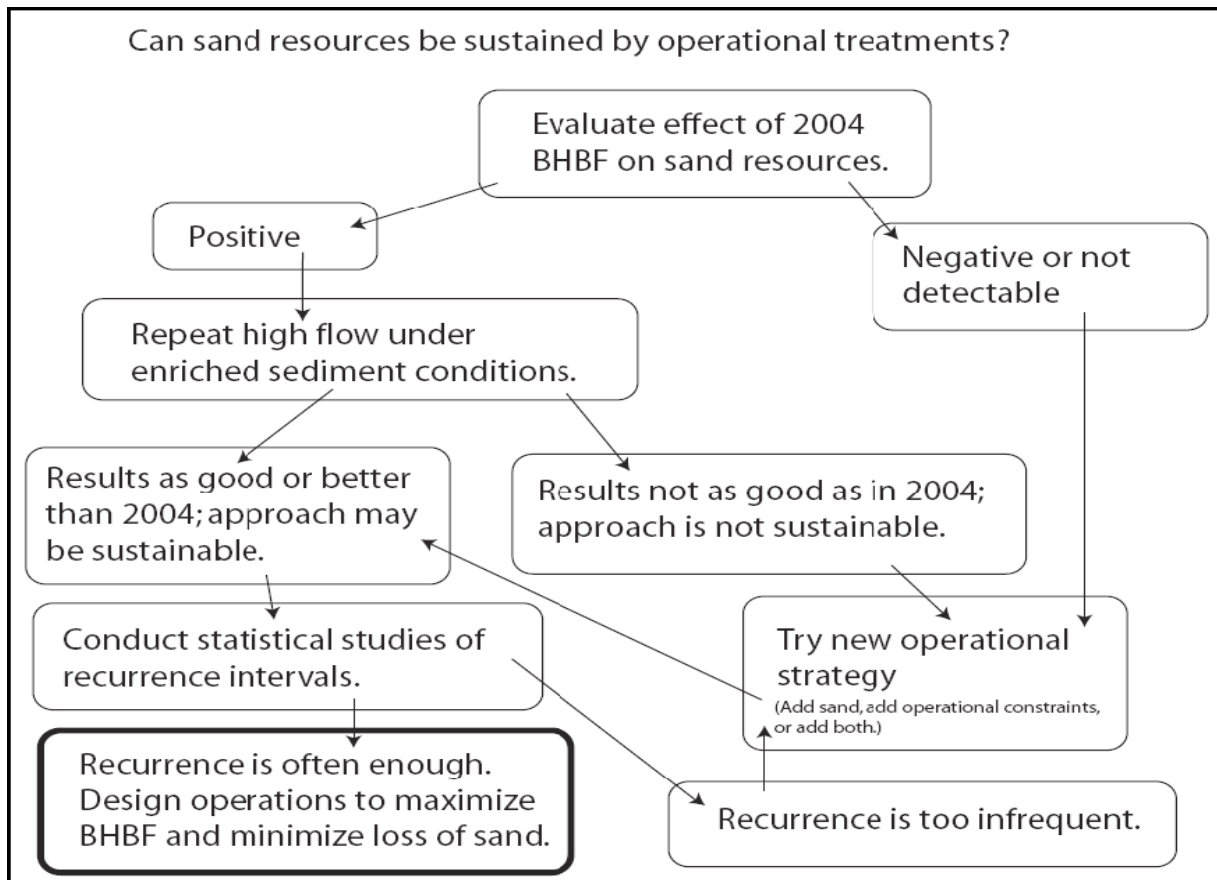 Can sand resources be sustained by operational treatments?
Evaluate effect of 2004
BHBF on sand resources.
Positive
Negative or not
detectable
Repeat high flow under
enriched sediment conditions.
Results as good or better
than 2004; approach may
be sustainable.
Results not as good as in 2004;
approach is not sustainable.
Conduct statistical studies of
recurrence intervals.
Try new operational
strategy
(Add sand, add operational constraints,
or add both.)
Recurrence is often enough.
Design operations to maximize
BHBF and minimize loss of sand.
Recurrence is too infrequent.